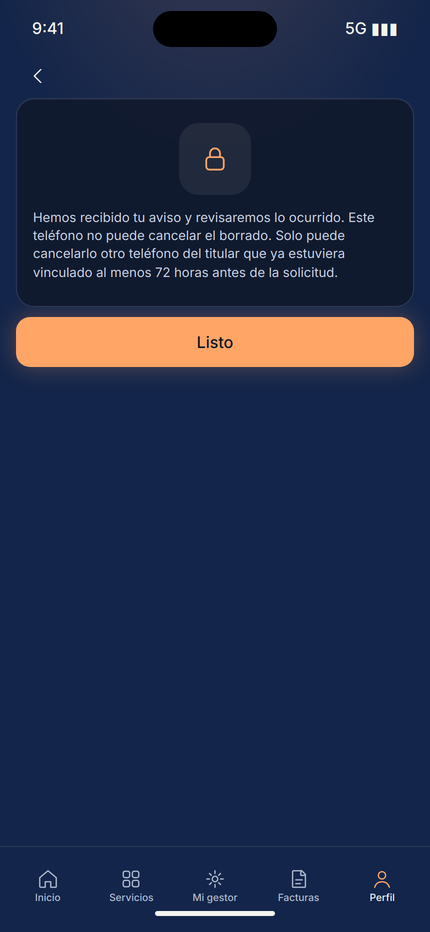 9:41
5G
Hemos recibido tu aviso y revisaremos lo ocurrido. Este
teléfono no puede cancelar el borrado. Solo puede
cancelarlo otro teléfono del titular que ya estuviera
vinculado al menos 72 horas antes de la solicitud.
Listo
Inicio
Servicios
Mi gestor
Facturas
Perfil